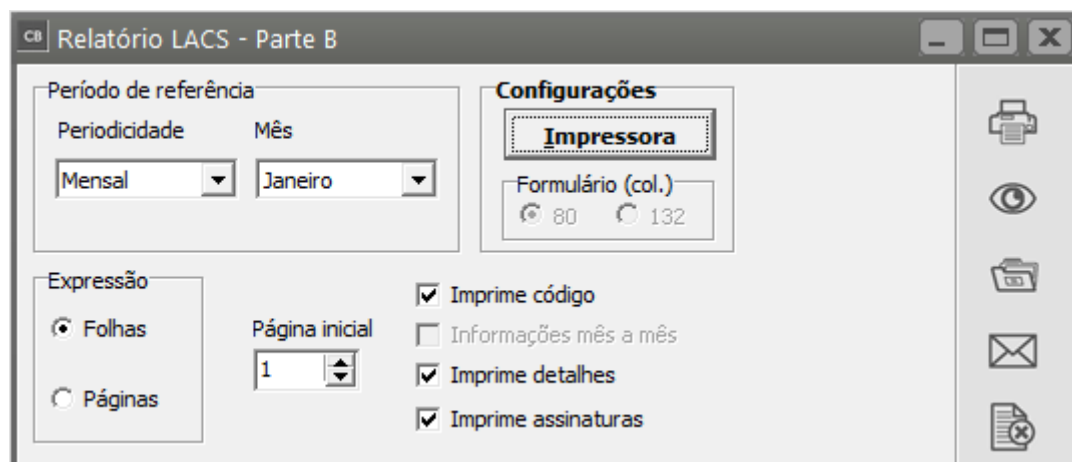 CB Relatório LACS - Parte B
Período de referência
Periodicidade Mês
Mensal Janeiro
Configurações
Impressora
Formulário (col.)
80 132
Expressão
Folhas
Páginas
Página inicial
1
Imprime código
Informações mês a mês
Imprime detalhes
Imprime assinaturas